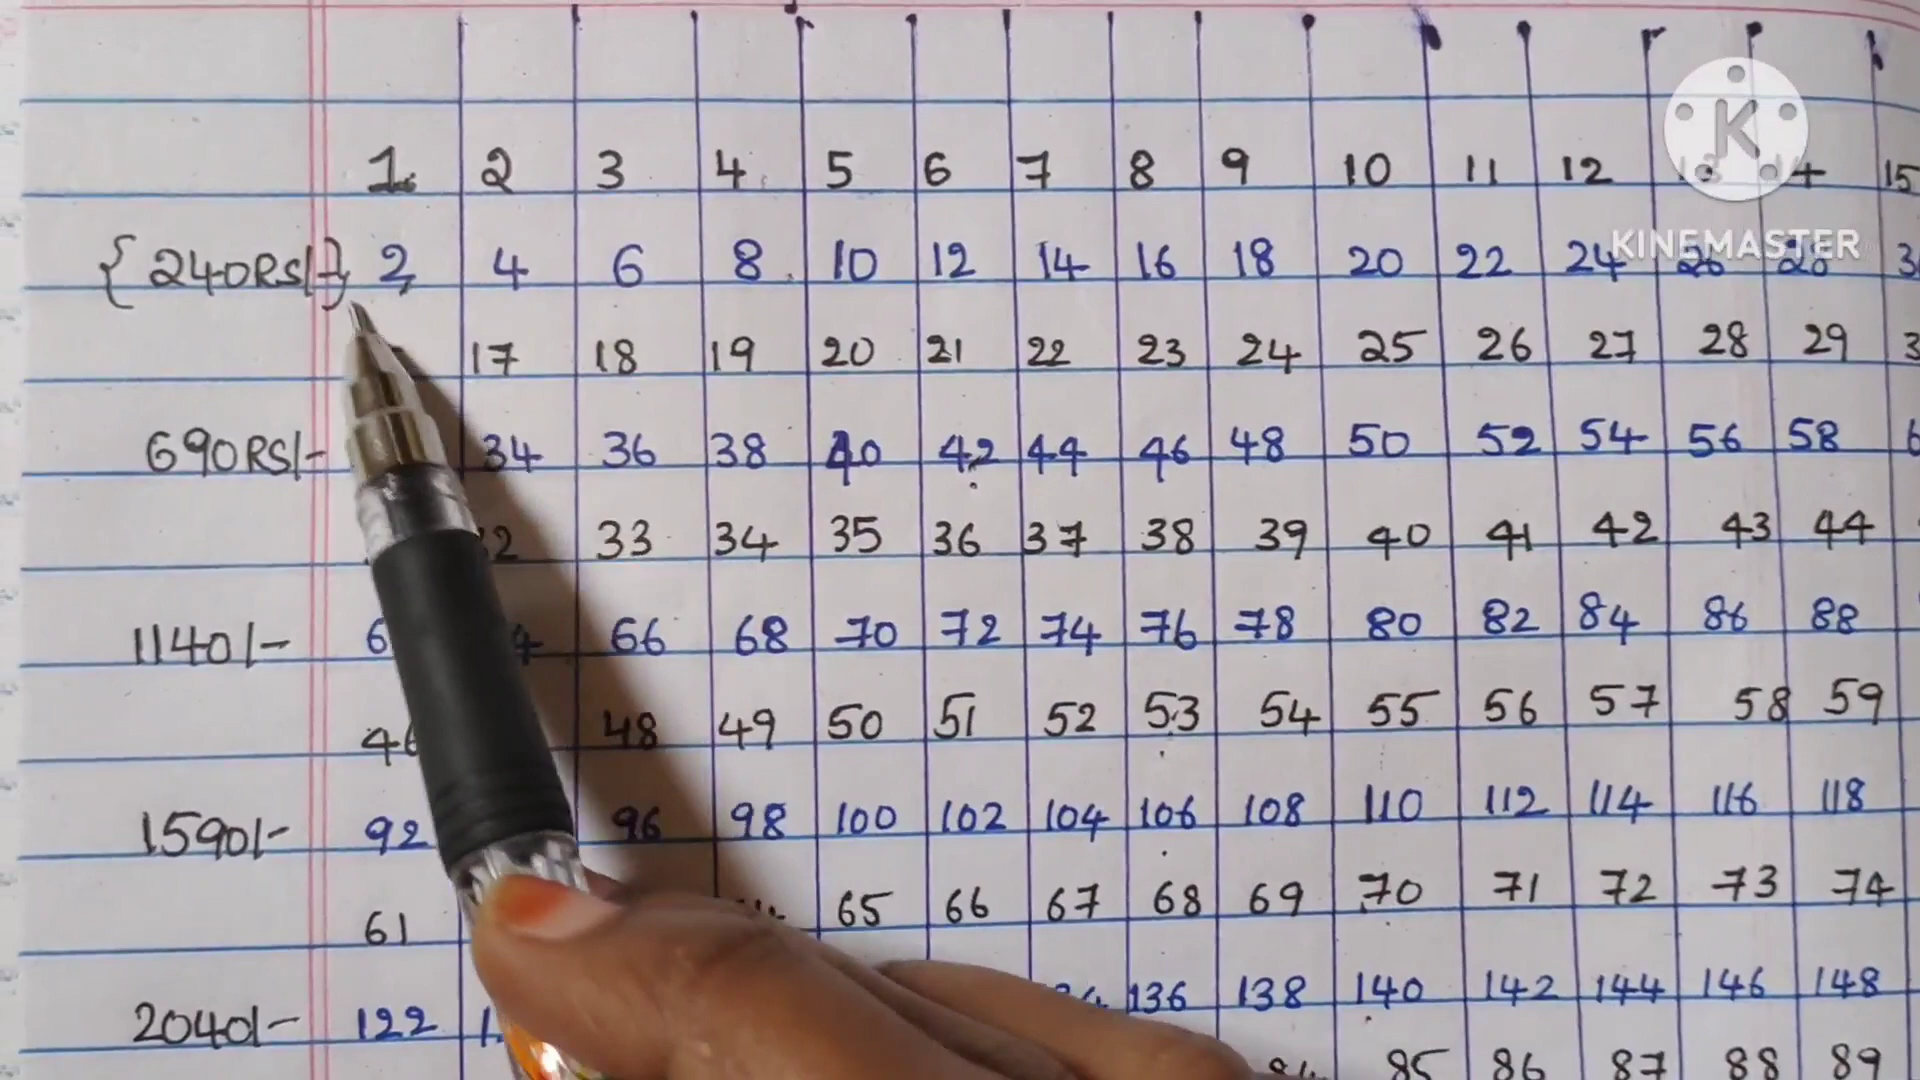 1 2 3 4 5 6 7 8 9 10 11 12 13 14 15
{240RS/-} 2 4 6 8 10 12 14 16 18 20 22 24 26 28
KINEMASTER
17 18 19 20 21 22 23 24 25 26 27 28 29
690RS/- 34 36 38 40 42 44 46 48 50 52 54 56 58
33 34 35 36 37 38 39 40 41 42 43 44
1140/- 66 68 70 72 74 76 78 80 82 84 86 88
48 49 50 51 52 53 54 55 56 57 58 59
1590/- 92 96 98 100 102 104 106 108 110 112 114 116 118
61 65 66 67 68 69 70 71 72 73 74
2040/- 122 136 138 140 142 144 146 148
85 86 87 88 89